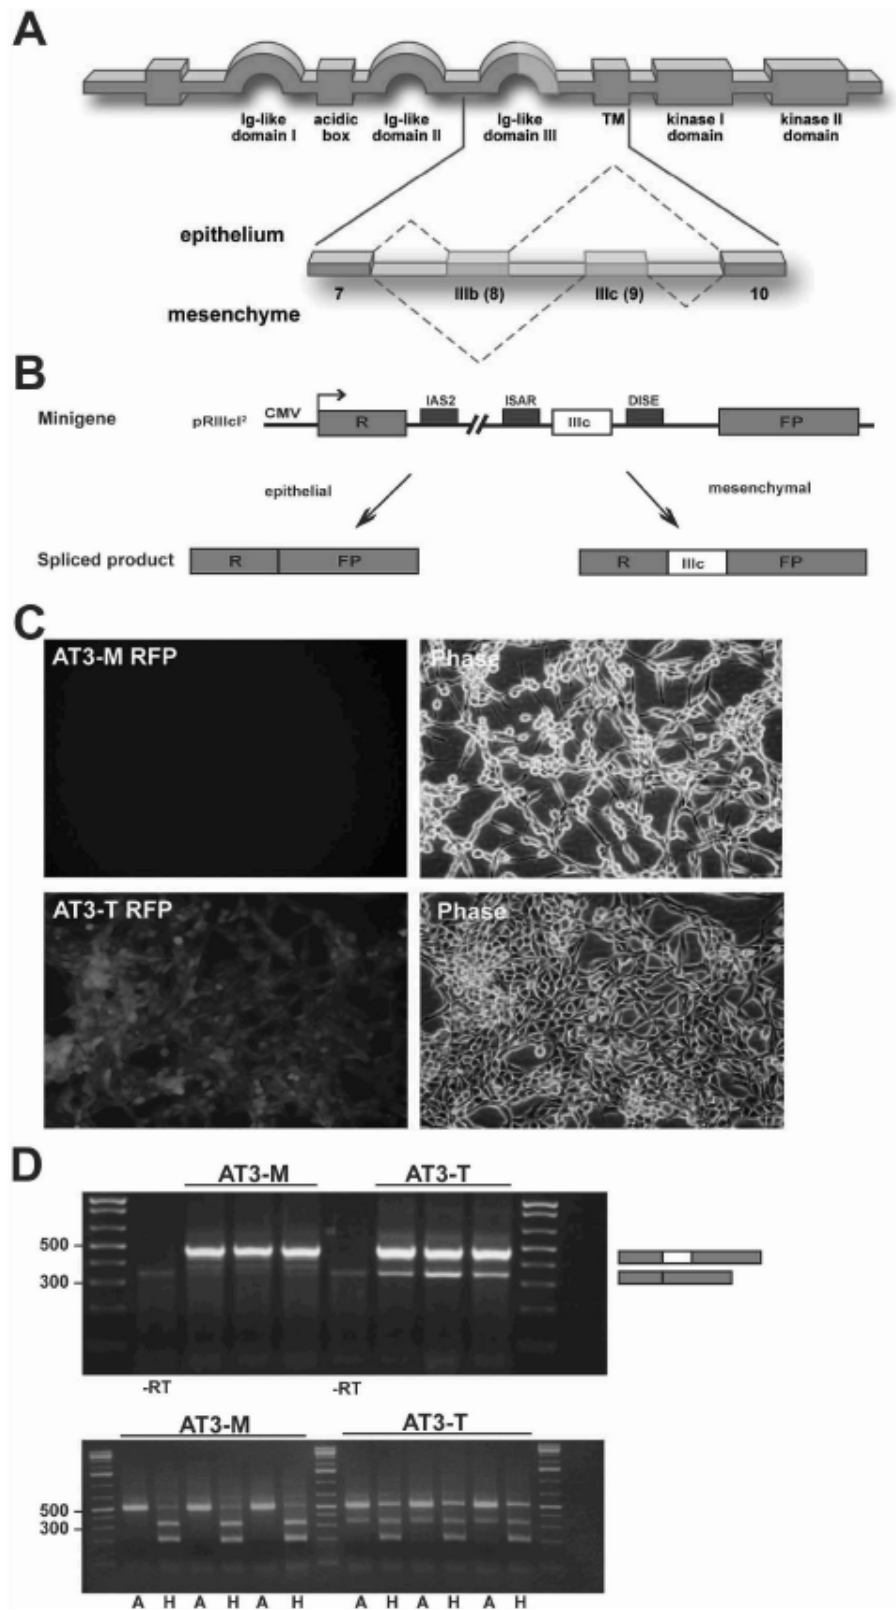 A
Ig-like domain I
acidic box
Ig-like domain II
Ig-like domain III
TM
kinase I domain
kinase II domain
epithelium
7
IIIb (8)
IIIc (9)
10
mesenchyme
B
Minigene
pRIIIcI²
CMV
R
IAS2
ISAR
IIIc
DISE
FP
epithelial
mesenchymal
Spliced product
R
FP
R
IIIc
FP
C
AT3-M RFP
Phase
AT3-T RFP
Phase
D
AT3-M
AT3-T
500
300
-RT
-RT
AT3-M
AT3-T
500
300
A H A H A H A H A H A H